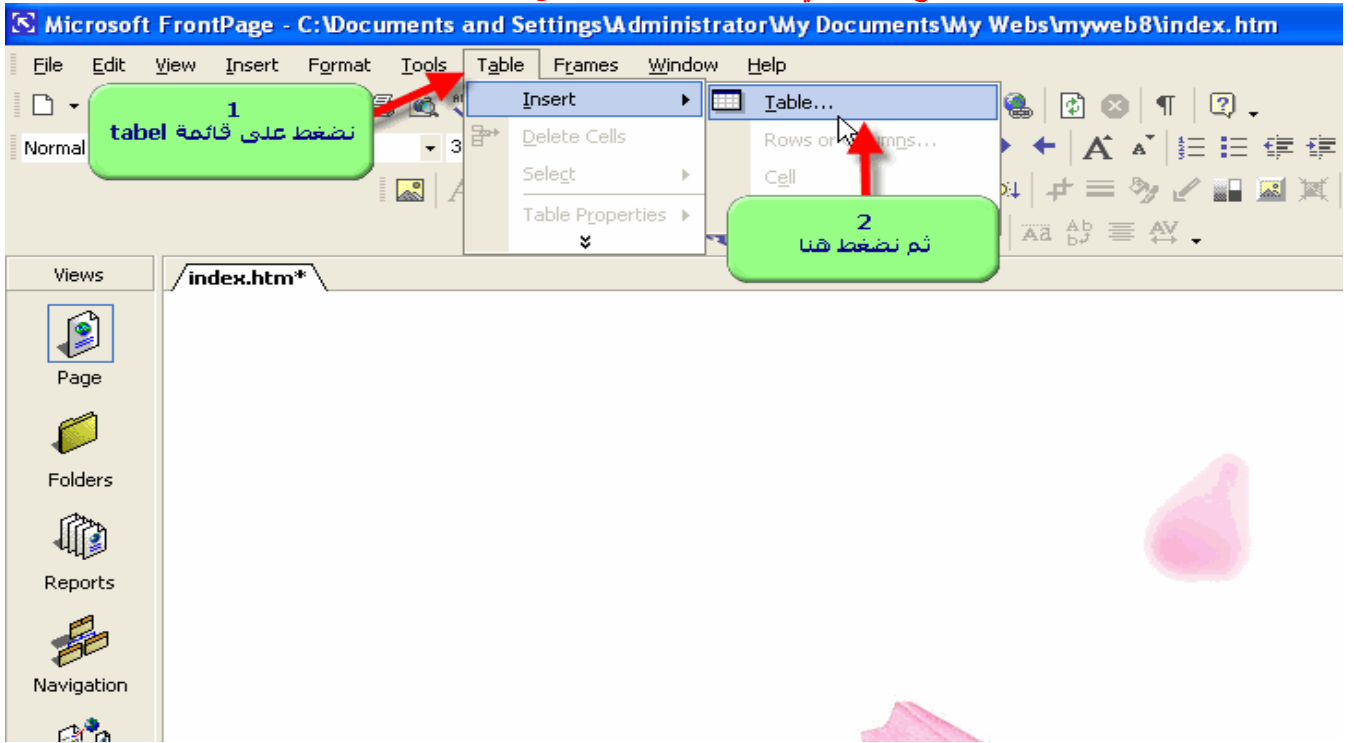 Microsoft FrontPage - C:\Documents and Settings\Administrator\My Documents\My Webs\myweb8\index.htm
File Edit View Insert Format Tools Table Frames Window Help
1
نضغط على قائمة tabel
Insert
Table...
Normal
3
Delete Cells
Rows or
mns...
Select
Cell
Table Properties
2
ثم نضغط هنا
Views
index.htm*
Page
Folders
Reports
Navigation